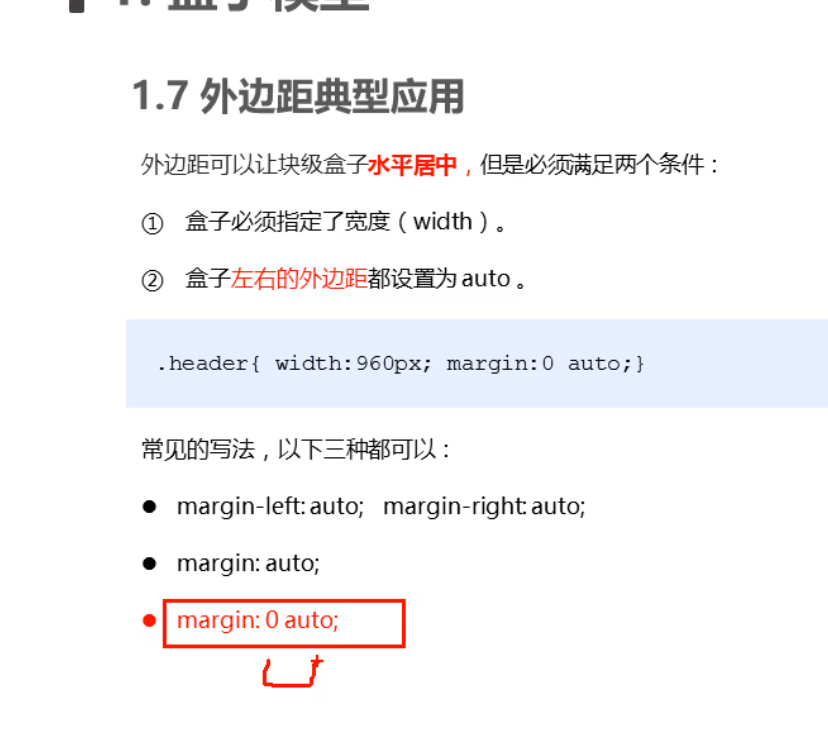 1.7 外边距典型应用
外边距可以让块级盒子水平居中，但是必须满足两个条件：
① 盒子必须指定了宽度（width）。
② 盒子左右的外边距都设置为 auto 。
.header{ width:960px; margin:0 auto;}
常见的写法，以下三种都可以：
● margin-left: auto; margin-right: auto;
● margin: auto;
● margin: 0 auto;